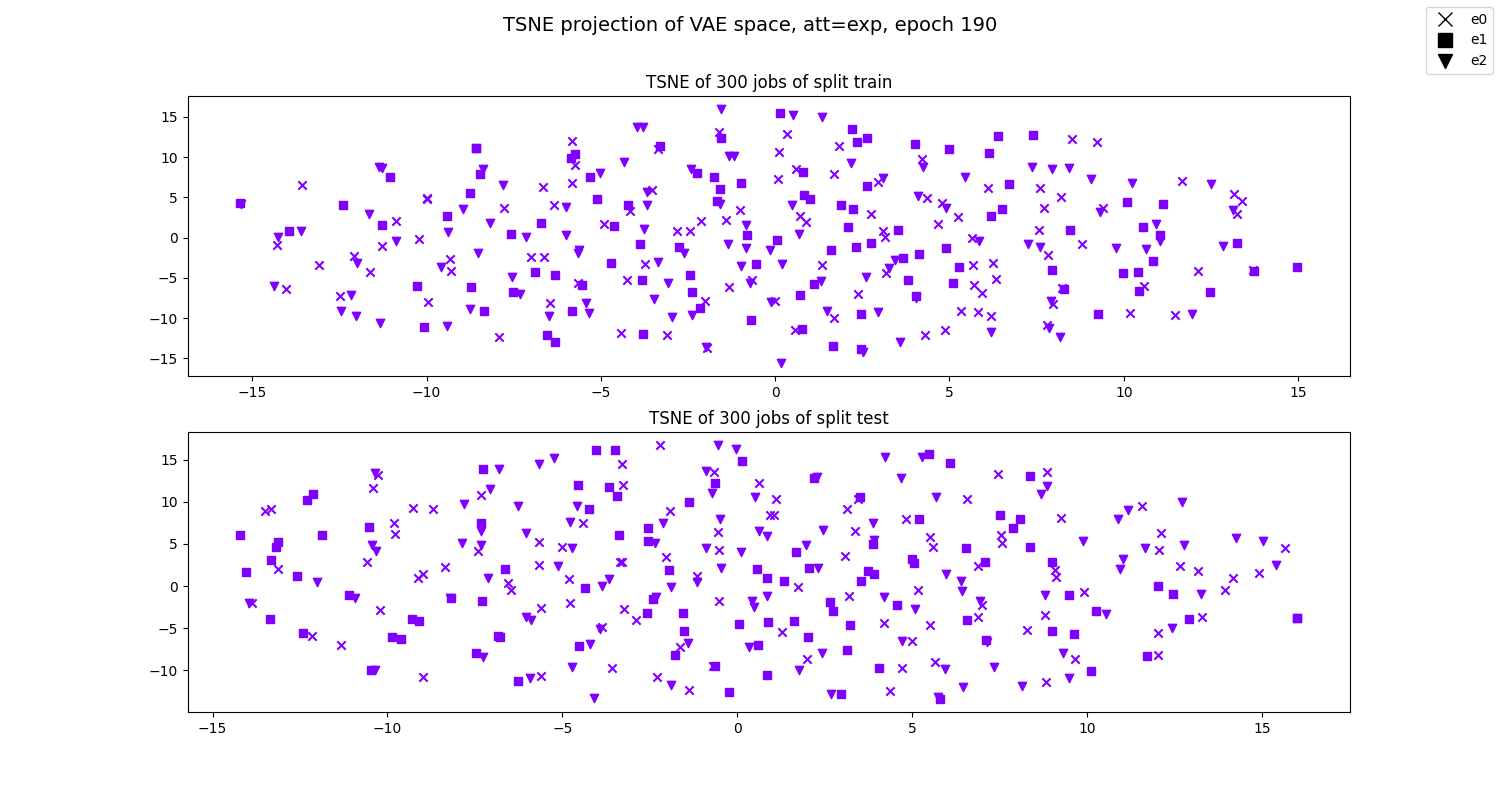 TSNE projection of VAE space, att=exp, epoch 190
e0
e1
e2
TSNE of 300 jobs of split train
15
10
5
0
−5
−10
−15
−15 −10 −5 0 5 10 15
TSNE of 300 jobs of split test
15
10
5
0
−5
−10
−15 −10 −5 0 5 10 15